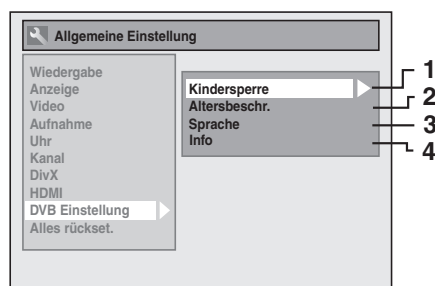 Allgemeine Einstellung
Wiedergabe
Anzeige
Video
Aufnahme
Uhr
Kanal
DivX
HDMI
DVB Einstellung
Alles rückset.
Kindersperre
Altersbeschr.
Sprache
Info
1
2
3
4